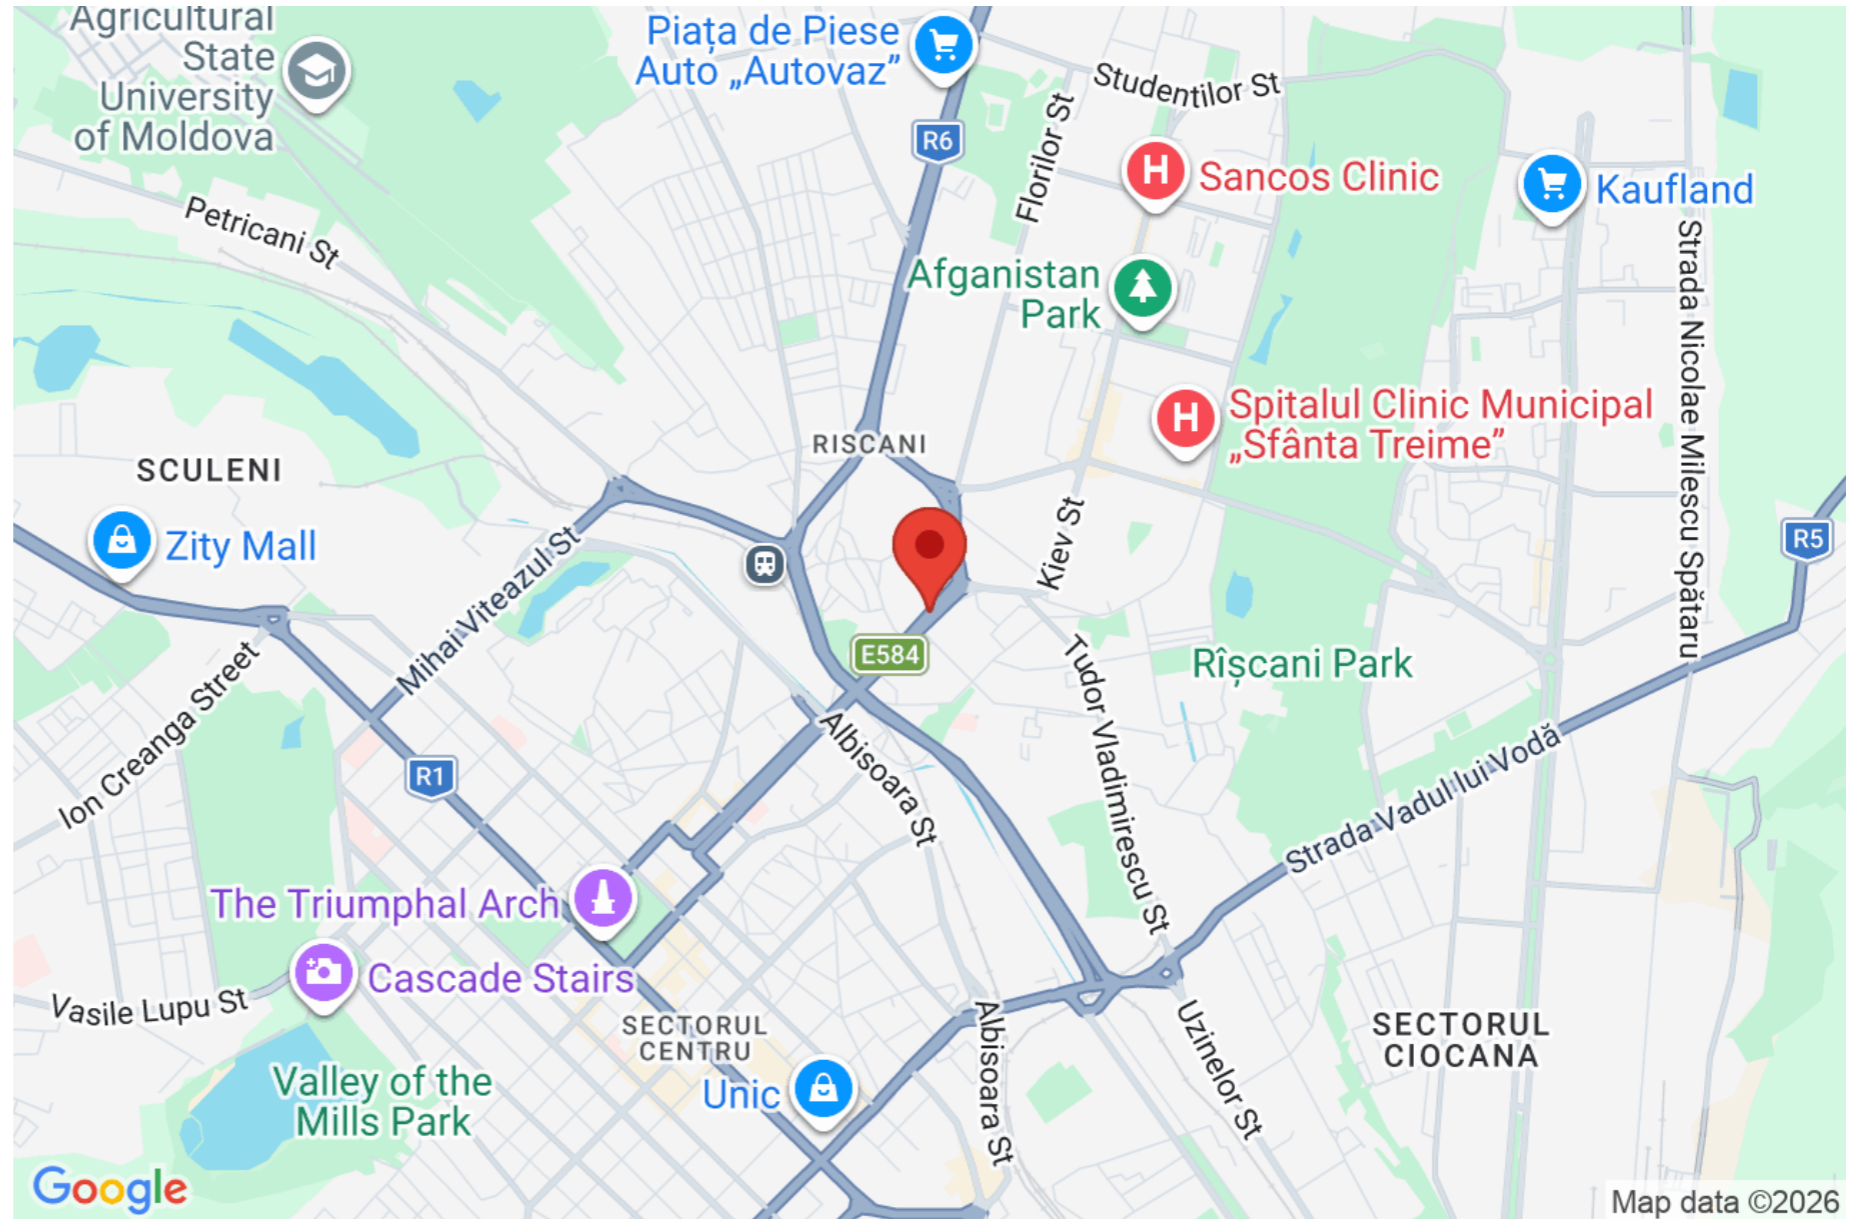 Agricultural
State
University
of Moldova
Piața de Piese
Auto „Autovaz”
R6
Studentilor St
Florilor St
Sancos Clinic
Kaufland
Petricani St
Afganistan
Park
Strada Nicolae Milescu Spătaru
Spitalul Clinic Municipal
„Sfânta Treime”
RISCANI
SCULENI
Zity Mall
Mihai Viteazul St
Kiev St
R5
E584
Rîșcani Park
Ion Creanga Street
Tudor Vladimirescu St
R1
Albisoara St
Strada Vadul lui Vodă
The Triumphal Arch
Cascade Stairs
Vasile Lupu St
SECTORUL
CENTRU
Albisoara St
Uzinelor St
SECTORUL
CIOCANA
Valley of the
Mills Park
Unic
Google
Map data ©2026